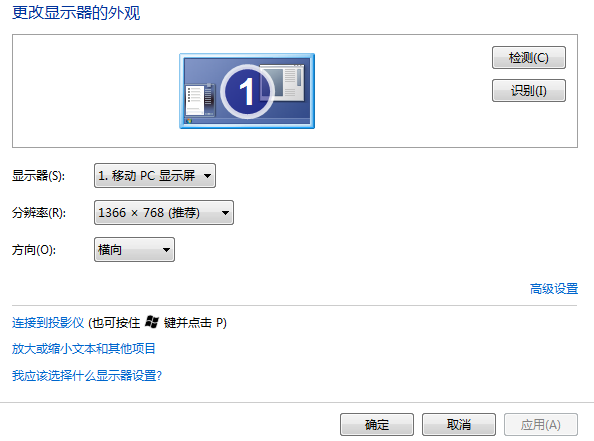 更改显示器的外观
1
检测(C)
识别(I)
显示器(S): 1. 移动 PC 显示屏
分辨率(R): 1366 × 768 (推荐)
方向(O): 横向
高级设置
连接到投影仪 (也可按住 键并点击 P)
放大或缩小文本和其他项目
我应该选择什么显示器设置?
确定 取消 应用(A)